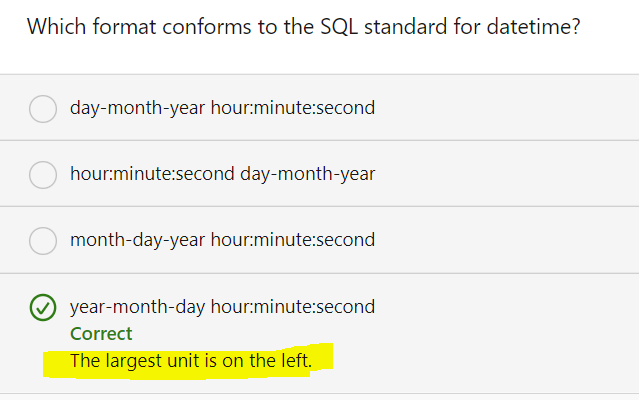 Which format conforms to the SQL standard for datetime?
day-month-year hour:minute:second
hour:minute:second day-month-year
month-day-year hour:minute:second
year-month-day hour:minute:second
Correct
The largest unit is on the left.